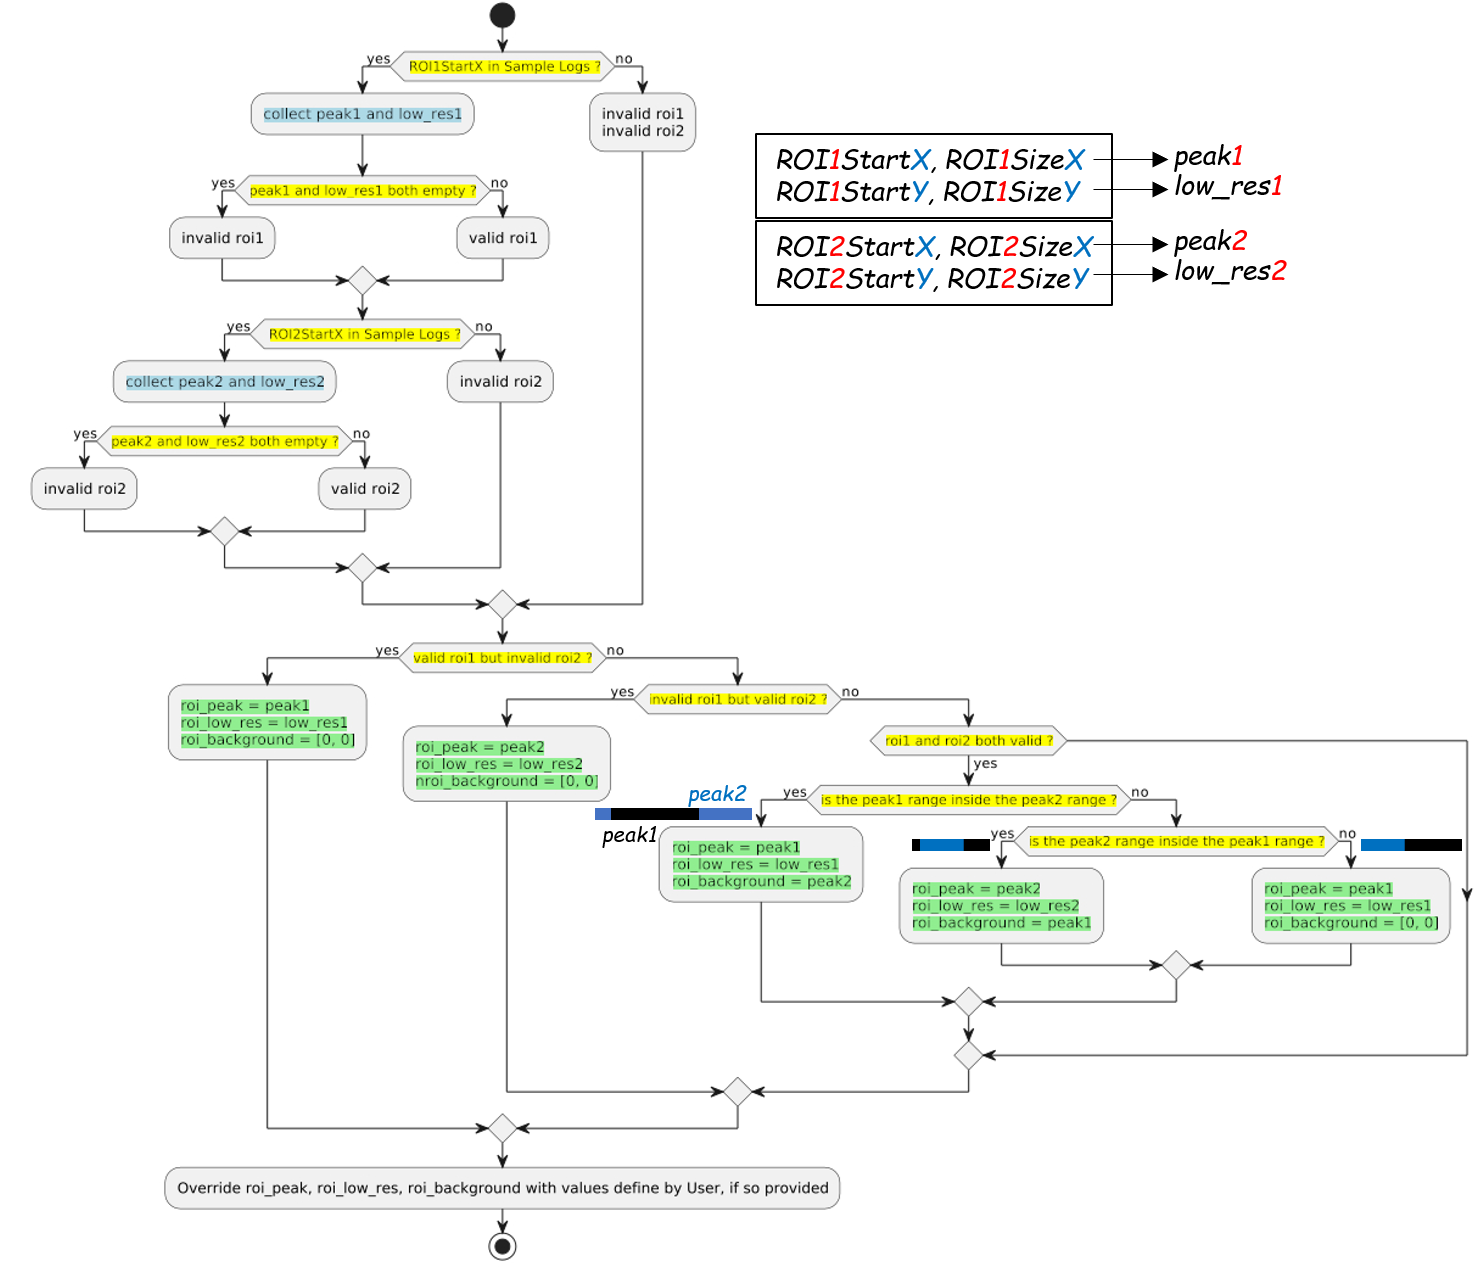 yes
ROI1StartX in Sample Logs ?
no
collect peak1 and low_res1
invalid roi1
invalid roi2
ROI1StartX, ROI1SizeX
peak1
ROI1StartY, ROI1SizeY
low_res1
yes
peak1 and low_res1 both empty ?
no
invalid roi1
valid roi1
ROI2StartX, ROI2SizeX
peak2
ROI2StartY, ROI2SizeY
low_res2
yes
ROI2StartX in Sample Logs ?
no
collect peak2 and low_res2
invalid roi2
yes
peak2 and low_res2 both empty ?
no
invalid roi2
valid roi2
yes
valid roi1 but invalid roi2 ?
no
roi_peak = peak1
roi_low_res = low_res1
roi_background = [0, 0]
yes
invalid roi1 but valid roi2 ?
no
roi_peak = peak2
roi_low_res = low_res2
nroi_background = [0, 0]
roi1 and roi2 both valid ?
yes
yes
is the peak1 range inside the peak2 range ?
no
peak2
peak1
roi_peak = peak1
roi_low_res = low_res1
roi_background = peak2
yes
is the peak2 range inside the peak1 range ?
no
roi_peak = peak2
roi_low_res = low_res2
roi_background = peak1
roi_peak = peak1
roi_low_res = low_res1
roi_background = [0, 0]
Override roi_peak, roi_low_res, roi_background with values define by User, if so provided